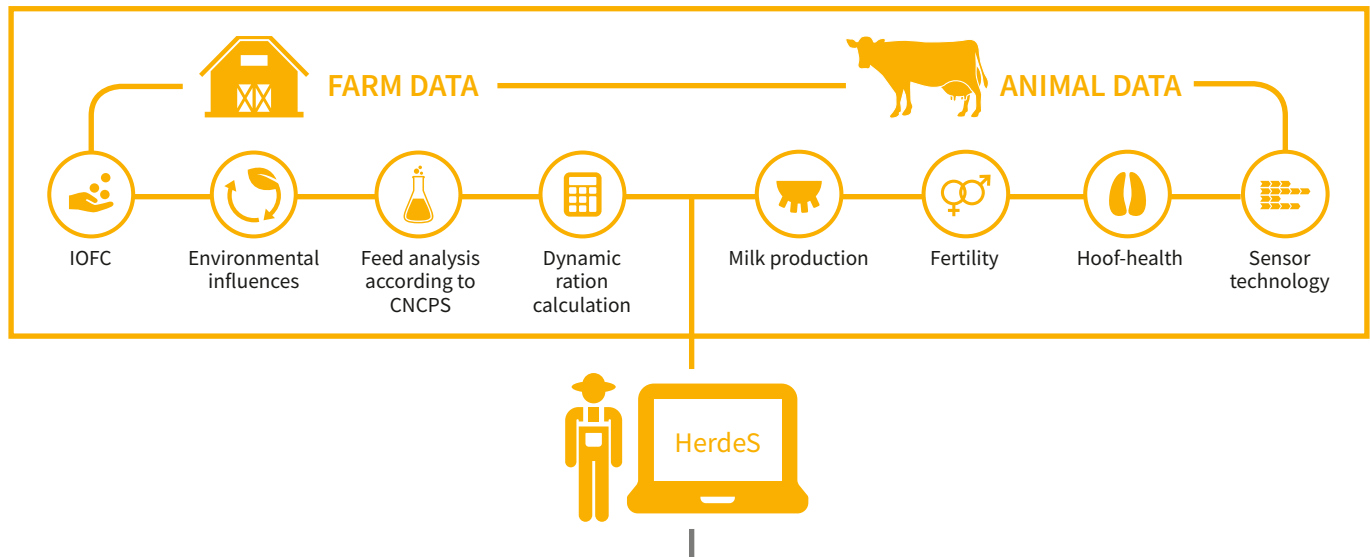 FARM DATA
ANIMAL DATA
IOFC
Environmental
influences
Feed analysis
according to
CNCPS
Dynamic
ration
calculation
Milk production
Fertility
Hoof-health
Sensor
technology
HerdeS